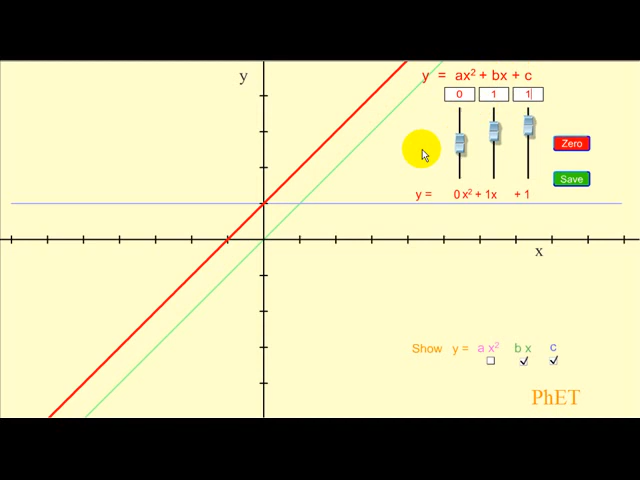 y
y = ax² + bx + c
0 1 1
Zero
Save
y = 0 x² + 1x + 1
x
Show y = a x² b x c
PhET